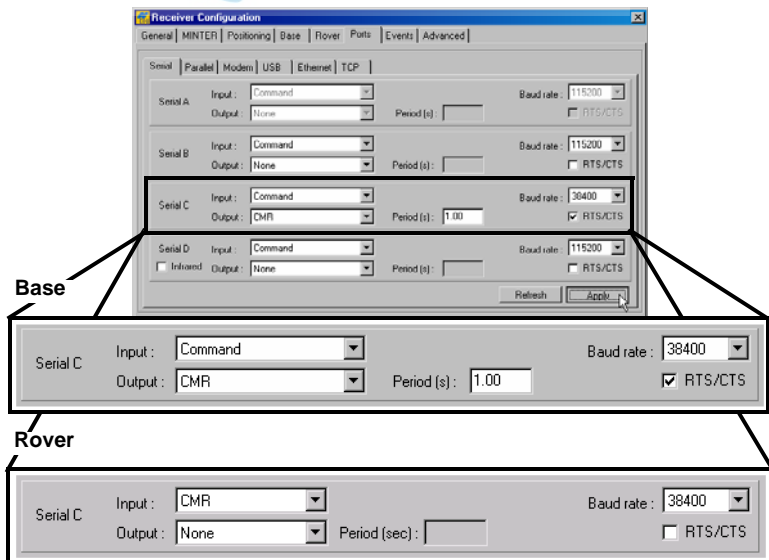 Receiver Configuration
General MINTER Positioning Base Rover Ports Events Advanced
Serial Parallel Modem USB Ethernet TCP
Serial A Input : Command Baud rate : 115200
Output : None Period (s) : RTS/CTS
Serial B Input : Command Baud rate : 115200
Output : None Period (s) : RTS/CTS
Serial C Input : Command Baud rate : 38400
Output : CMR Period (s) : 1.00 RTS/CTS
Serial D Input : Command Baud rate : 115200
Infrared Output : None Period (s) : RTS/CTS
Refresh Apply
Base
Serial C Input : Command Baud rate : 38400
Output : CMR Period (s) : 1.00 RTS/CTS
Rover
Serial C Input : CMR Baud rate : 38400
Output : None Period (sec) : RTS/CTS